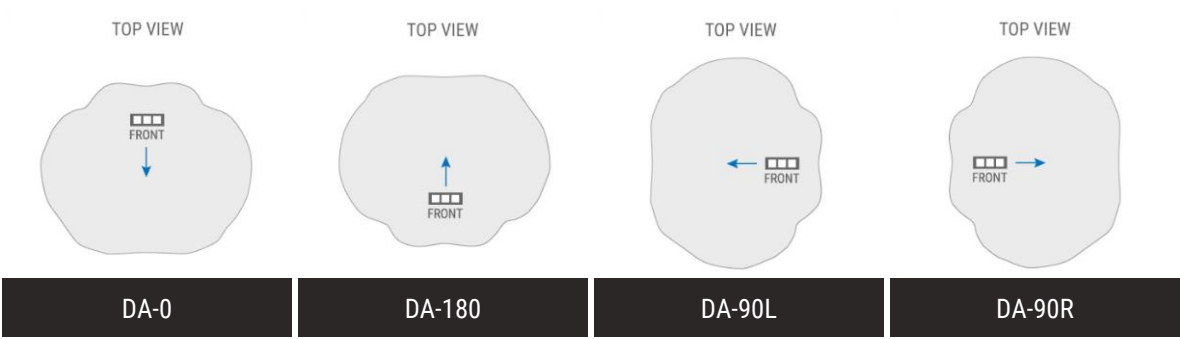 TOP VIEW
FRONT
DA-0
TOP VIEW
FRONT
DA-180
TOP VIEW
FRONT
DA-90L
TOP VIEW
FRONT
DA-90R